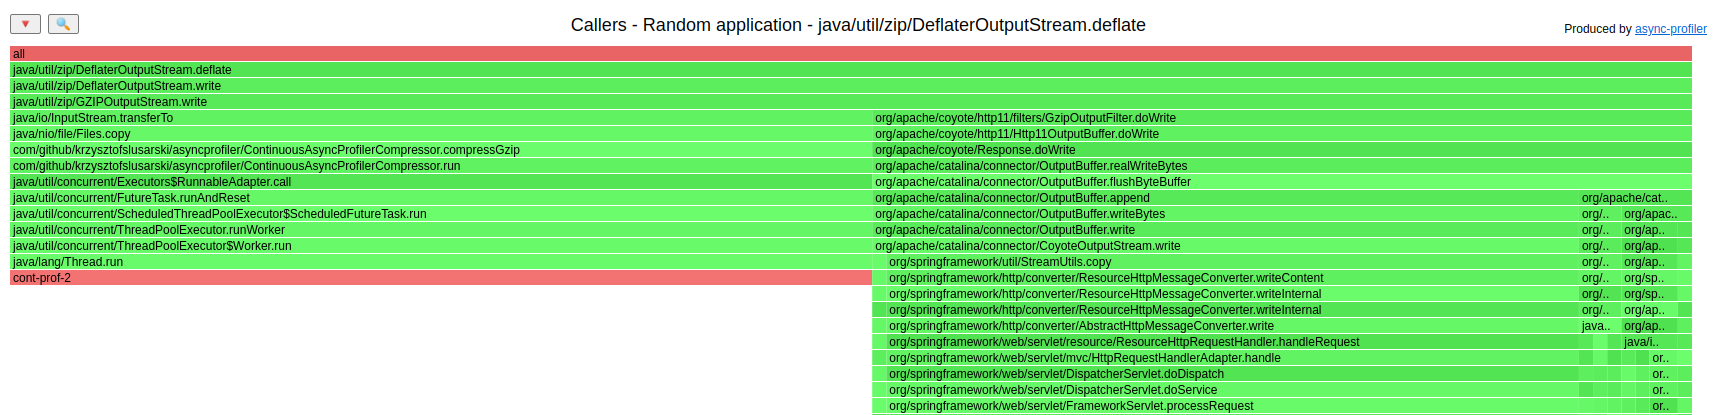 Callers - Random application - java/util/zip/DeflaterOutputStream.deflate
Produced by async-profiler
all
java/util/zip/DeflaterOutputStream.deflate
java/util/zip/DeflaterOutputStream.write
java/util/zip/GZIPOutputStream.write
java/io/InputStream.transferTo org/apache/coyote/http11/filters/GzipOutputFilter.doWrite
java/nio/file/Files.copy org/apache/coyote/http11/Http11OutputBuffer.doWrite
com/github/krzysztofslusarski/asyncprofiler/ContinuousAsyncProfilerCompressor.compressGzip org/apache/coyote/Response.doWrite
com/github/krzysztofslusarski/asyncprofiler/ContinuousAsyncProfilerCompressor.run org/apache/catalina/connector/OutputBuffer.realWriteBytes
java/util/concurrent/Executors$RunnableAdapter.call org/apache/catalina/connector/OutputBuffer.flushByteBuffer
java/util/concurrent/FutureTask.runAndReset org/apache/catalina/connector/OutputBuffer.append org/apache/cat..
java/util/concurrent/ScheduledThreadPoolExecutor$ScheduledFutureTask.run org/apache/catalina/connector/OutputBuffer.writeBytes org/.. org/apac..
java/util/concurrent/ThreadPoolExecutor.runWorker org/apache/catalina/connector/OutputBuffer.write org/.. org/ap..
java/util/concurrent/ThreadPoolExecutor$Worker.run org/apache/catalina/connector/CoyoteOutputStream.write org/.. org/ap..
java/lang/Thread.run org/springframework/util/StreamUtils.copy org/.. org/ap..
cont-prof-2 org/springframework/http/converter/ResourceHttpMessageConverter.writeContent org/.. org/sp..
org/springframework/http/converter/ResourceHttpMessageConverter.writeInternal org/.. org/sp..
org/springframework/http/converter/ResourceHttpMessageConverter.writeInternal org/.. org/ap..
org/springframework/http/converter/AbstractHttpMessageConverter.write java.. org/ap..
org/springframework/web/servlet/resource/ResourceHttpRequestHandler.handleRequest java/i..
org/springframework/web/servlet/mvc/HttpRequestHandlerAdapter.handle or..
org/springframework/web/servlet/DispatcherServlet.doDispatch or..
org/springframework/web/servlet/DispatcherServlet.doService or..
org/springframework/web/servlet/FrameworkServlet.processRequest or..